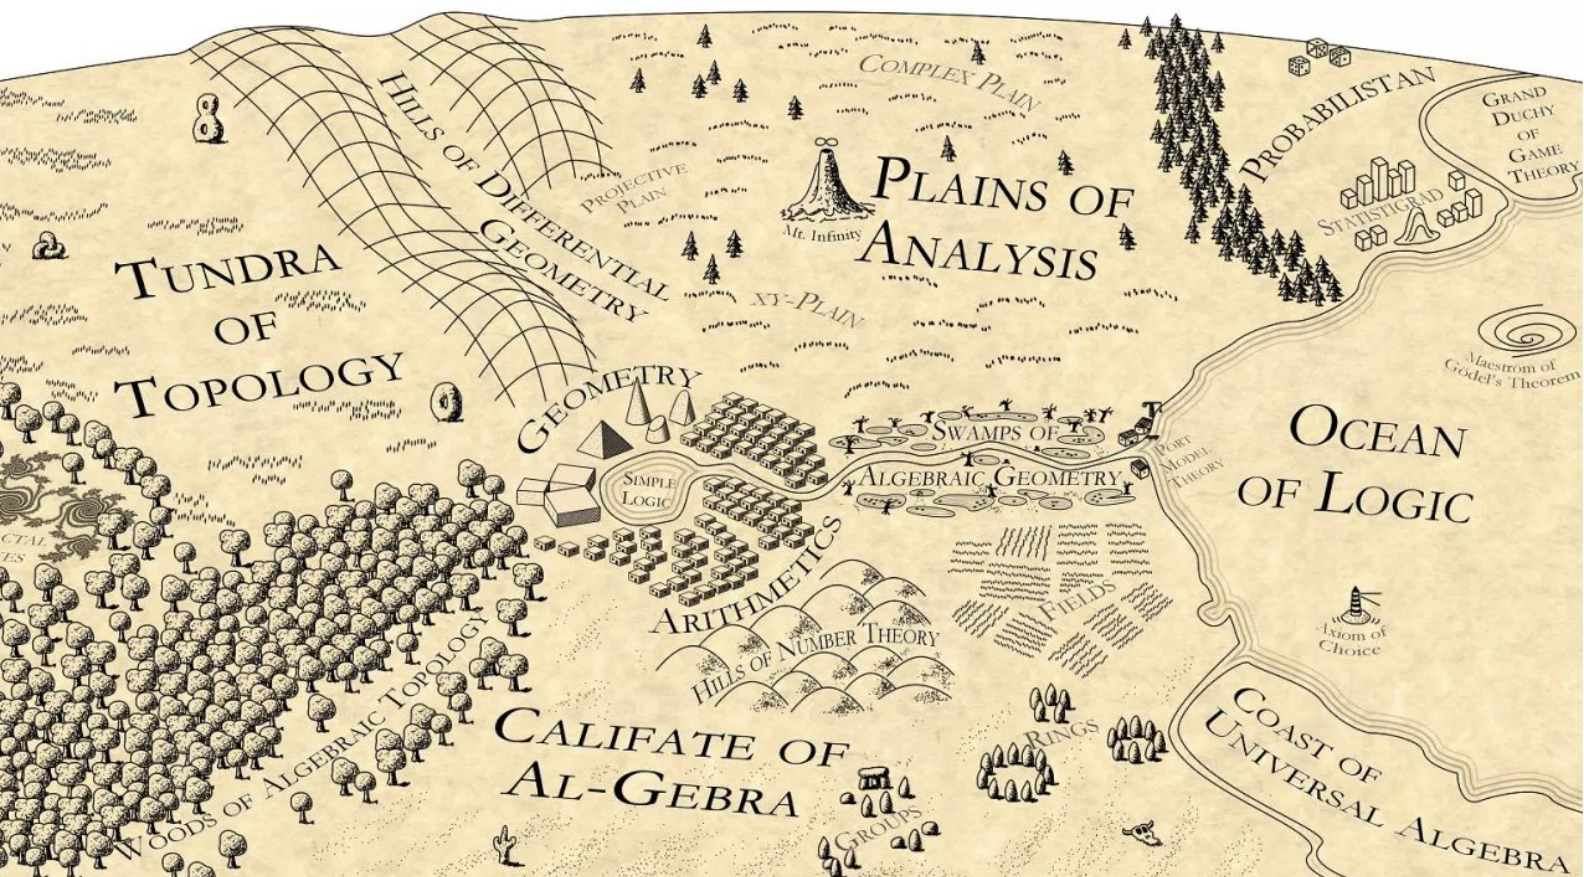 COMPLEX PLAIN
HILLS OF DIFFERENTIAL
GEOMETRY
PROJECTIVE
PLAIN
PLAINS OF
ANALYSIS
Mt. Infinity
PROBABILISTAN
GRAND
DUCHY
OF
GAME
THEORY
STATISTIGRAD
TUNDRA
OF
TOPOLOGY
XY-PLAIN
Maestrom of
Gödel's Theorem
GEOMETRY
SIMPLE
LOGIC
SWAMPS OF
ALGEBRAIC GEOMETRY
PORT
MODEL
THEORY
OCEAN
OF LOGIC
ARITHMETICS
FIELDS
HILLS OF NUMBER THEORY
Axiom of
Choice
WOODS OF ALGEBRAIC TOPOLOGY
CALIFATE OF
AL-GEBRA
RINGS
GROUPS
COAST OF
UNIVERSAL ALGEBRA